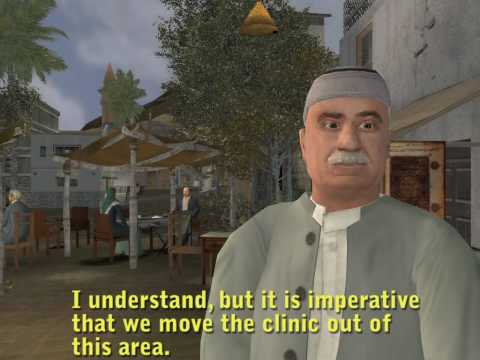 I understand, but it is imperative
that we move the clinic out of
this area.